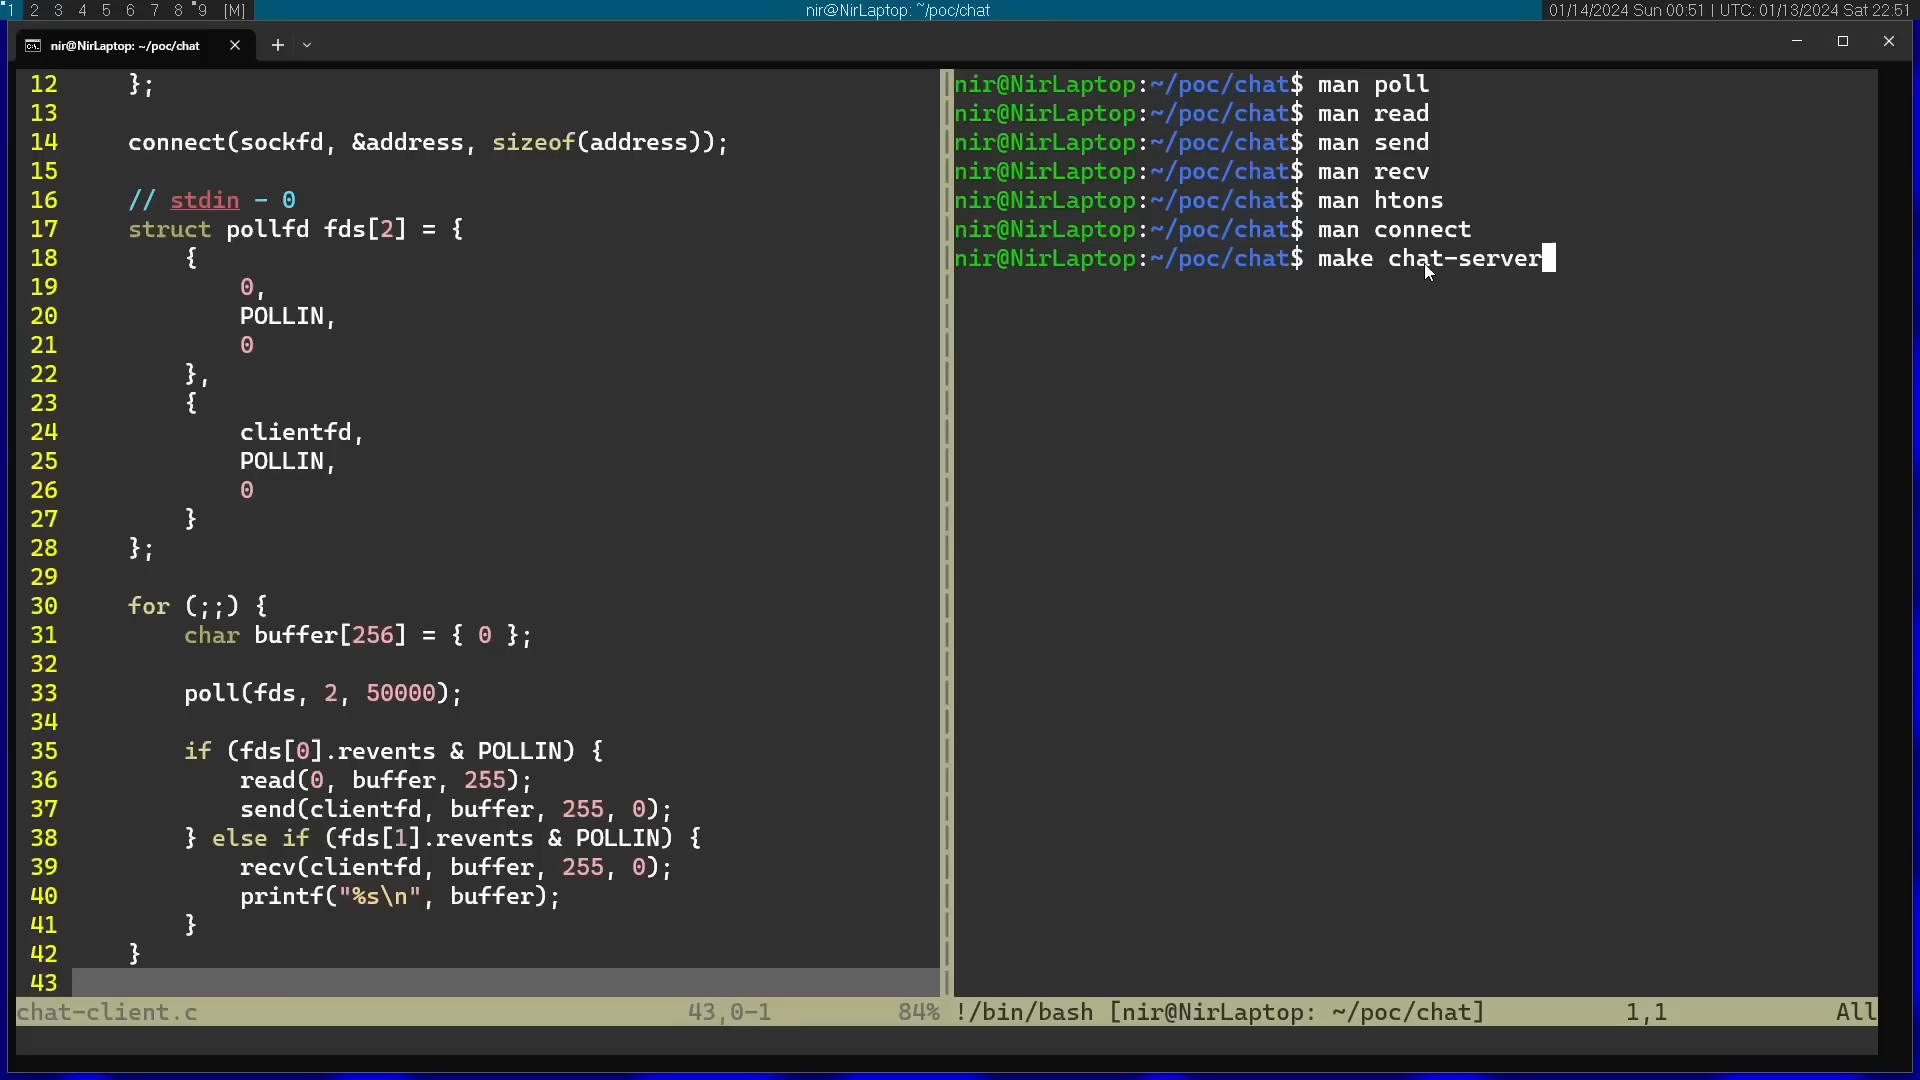 1 2 3 4 5 6 7 8 9 [M]
nir@NirLaptop: ~/poc/chat
01/14/2024 Sun 00:51 | UTC: 01/13/2024 Sat 22:51
nir@NirLaptop: ~/poc/chat
12 };
13
14 connect(sockfd, &address, sizeof(address));
15
16 // stdin - 0
17 struct pollfd fds[2] = {
18 {
19 0,
20 POLLIN,
21 0
22 },
23 {
24 clientfd,
25 POLLIN,
26 0
27 }
28 };
29
30 for (;;) {
31 char buffer[256] = { 0 };
32
33 poll(fds, 2, 50000);
34
35 if (fds[0].revents & POLLIN) {
36 read(0, buffer, 255);
37 send(clientfd, buffer, 255, 0);
38 } else if (fds[1].revents & POLLIN) {
39 recv(clientfd, buffer, 255, 0);
40 printf("%s\n", buffer);
41 }
42 }
43
chat-client.c 43,0-1 84%
nir@NirLaptop:~/poc/chat$ man poll
nir@NirLaptop:~/poc/chat$ man read
nir@NirLaptop:~/poc/chat$ man send
nir@NirLaptop:~/poc/chat$ man recv
nir@NirLaptop:~/poc/chat$ man htons
nir@NirLaptop:~/poc/chat$ man connect
nir@NirLaptop:~/poc/chat$ make chat-server
!/bin/bash [nir@NirLaptop: ~/poc/chat] 1,1 All